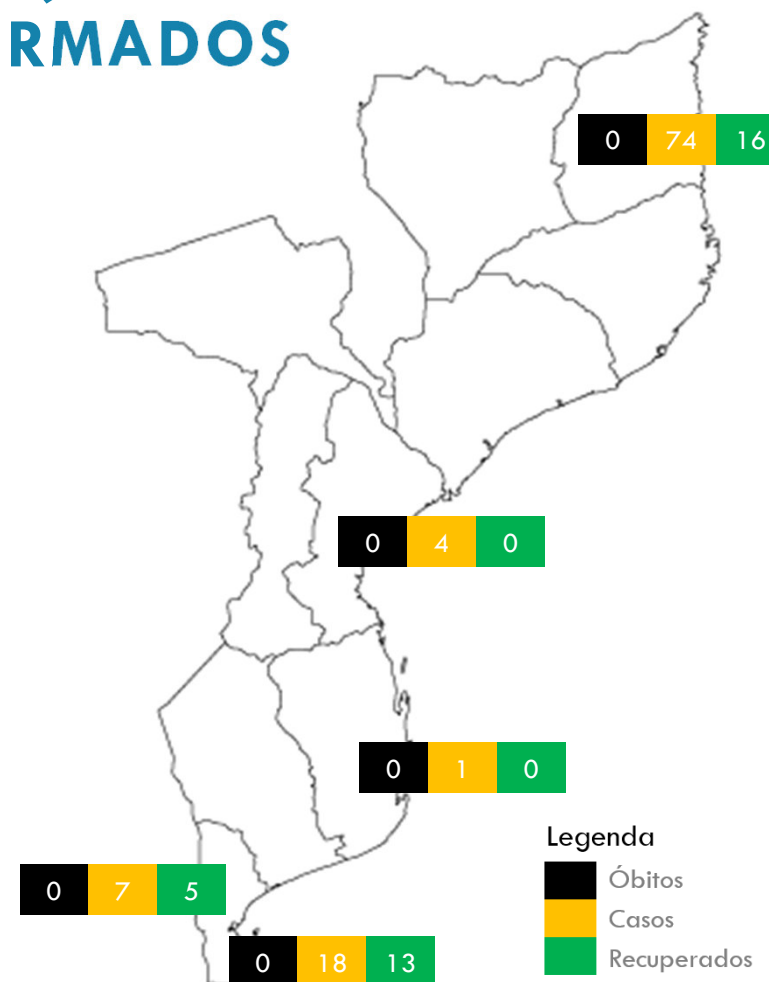 RMADOS
0 74 16
0 4 0
0 1 0
0 7 5
0 18 13
Legenda
Óbitos
Casos
Recuperados